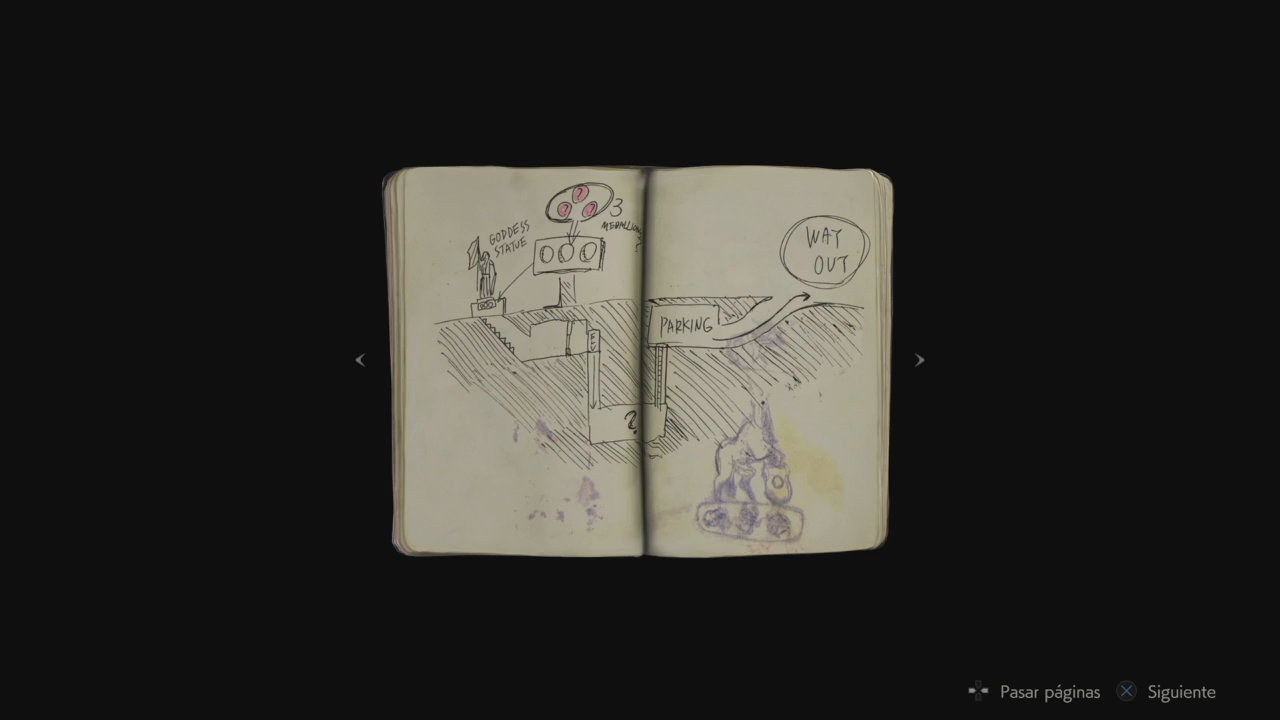 ? ? ? 3
MEDALLIONS
?
GODDESS
STATUE
WAY
OUT
PARKING
?
Pasar páginas
Siguiente